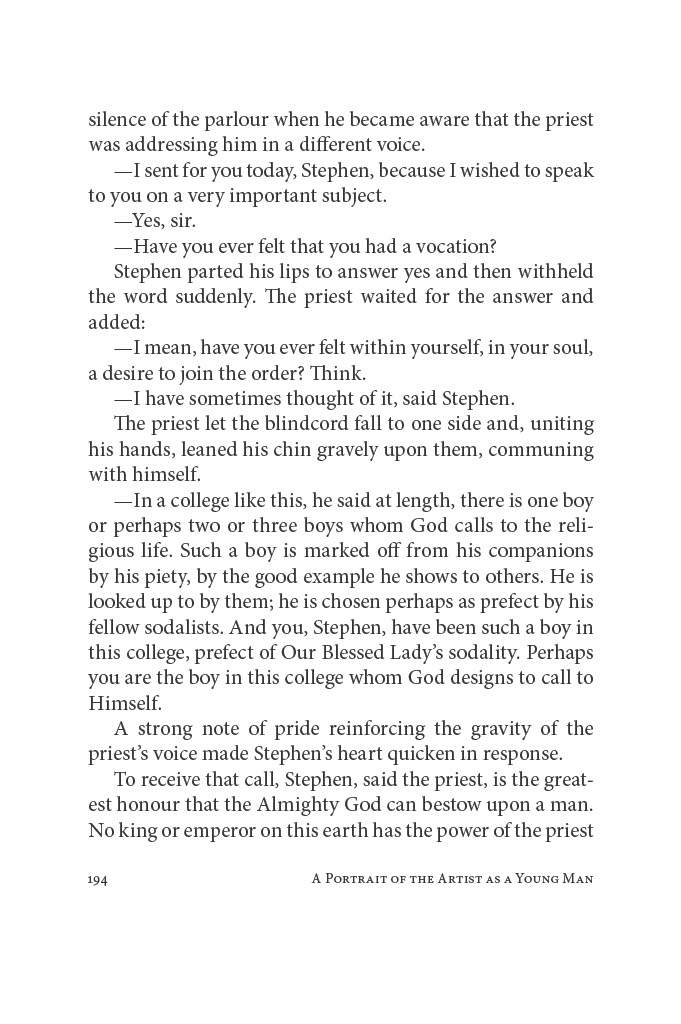 silence of the parlour when he became aware that the priest
was addressing him in a different voice.
—I sent for you today, Stephen, because I wished to speak
to you on a very important subject.
—Yes, sir.
—Have you ever felt that you had a vocation?
Stephen parted his lips to answer yes and then withheld
the word suddenly. The priest waited for the answer and
added:
—I mean, have you ever felt within yourself, in your soul,
a desire to join the order? Think.
—I have sometimes thought of it, said Stephen.
The priest let the blindcord fall to one side and, uniting
his hands, leaned his chin gravely upon them, communing
with himself.
—In a college like this, he said at length, there is one boy
or perhaps two or three boys whom God calls to the reli-
gious life. Such a boy is marked off from his companions
by his piety, by the good example he shows to others. He is
looked up to by them; he is chosen perhaps as prefect by his
fellow sodalists. And you, Stephen, have been such a boy in
this college, prefect of Our Blessed Lady’s sodality. Perhaps
you are the boy in this college whom God designs to call to
Himself.
A strong note of pride reinforcing the gravity of the
priest’s voice made Stephen’s heart quicken in response.
To receive that call, Stephen, said the priest, is the great-
est honour that the Almighty God can bestow upon a man.
No king or emperor on this earth has the power of the priest
194 A Portrait of the Artist as a Young Man